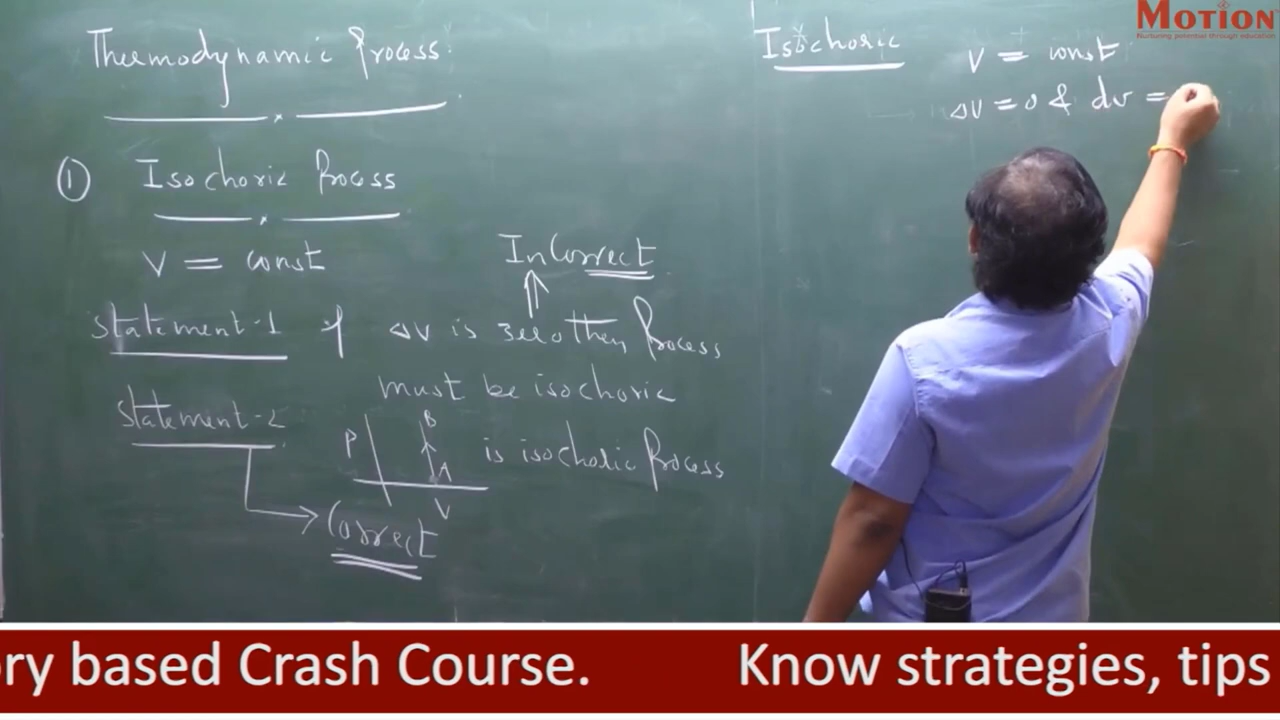 Thermodynamic Process
① Isochoric Process
V = const
Statement-1 If ΔV is zero then Process
must be isochoric
Incorrect
Statement-2
P B A V is isochoric Process
Correct
Isochoric V = const
ΔV = 0 & dv =
MOTION
Nurturing potential through education
ory based Crash Course. Know strategies, tips